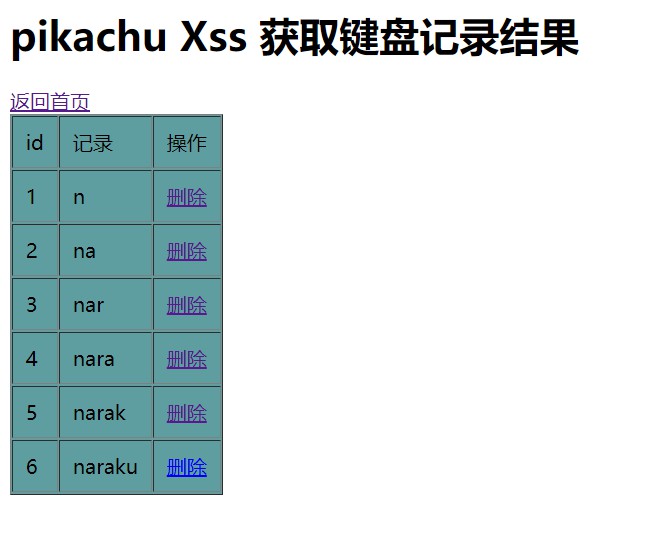 pikachu Xss 获取键盘记录结果
返回首页
id 记录 操作
1 n 删除
2 na 删除
3 nar 删除
4 nara 删除
5 narak 删除
6 naraku 删除